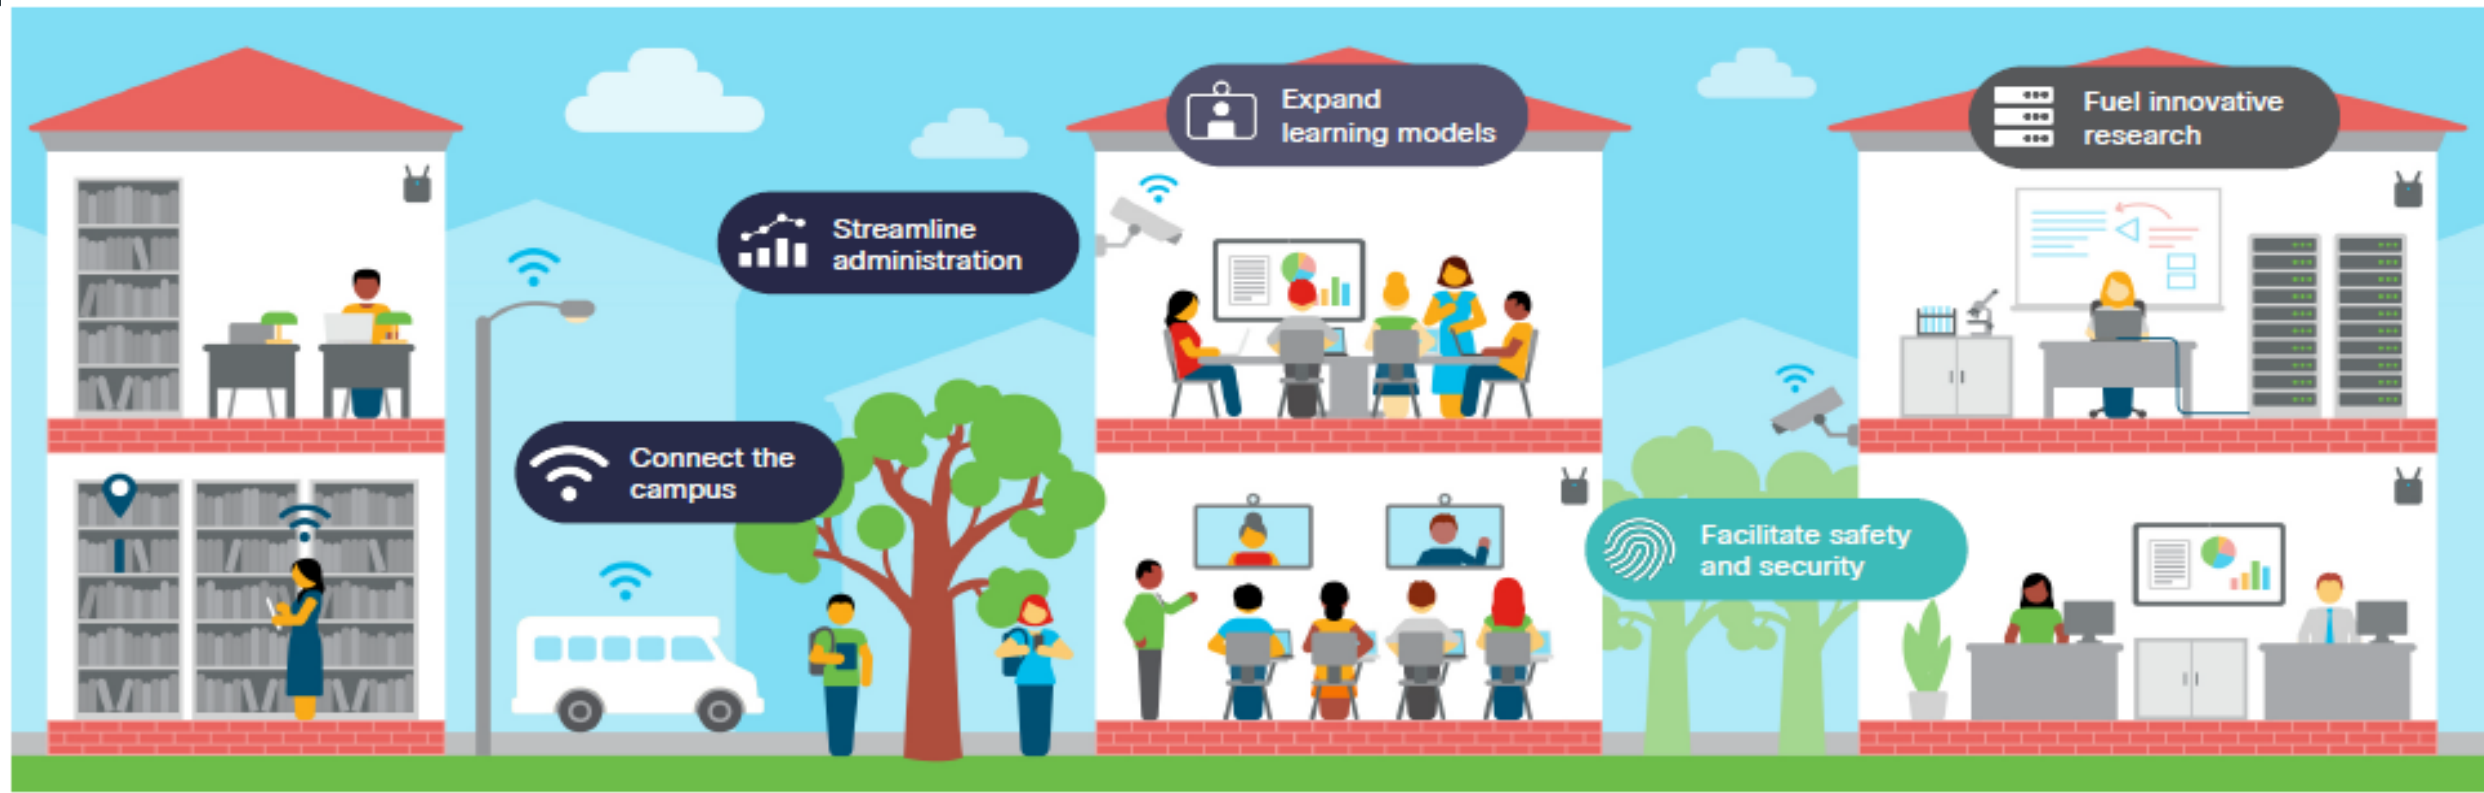 Expand
learning models
Fuel innovative
research
Streamline
administration
Connect the
campus
Facilitate safety
and security